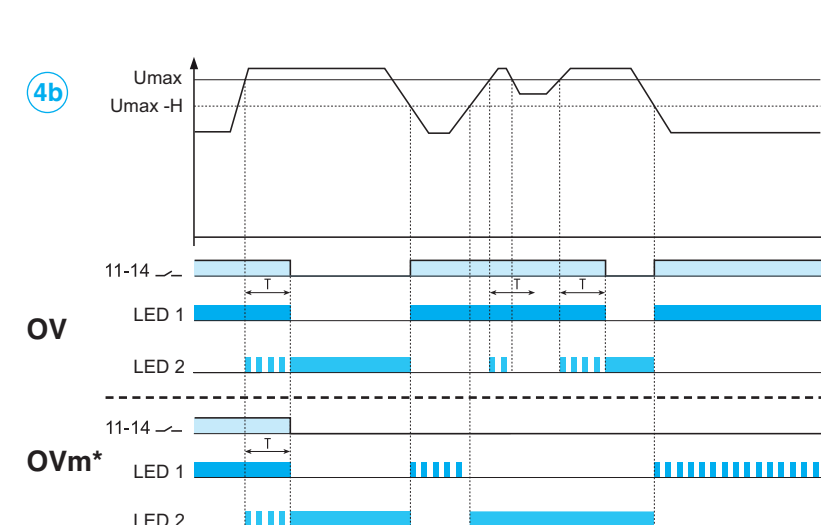 4b
Umax
Umax -H
11-14
T T T
LED 1
OV
LED 2
11-14
T
OVm*
LED 1
LED 2